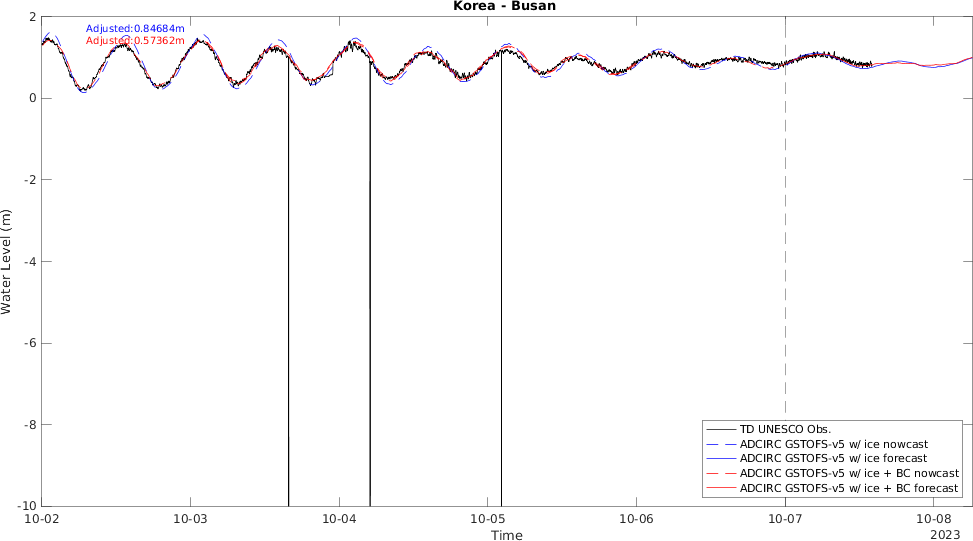 Korea - Busan
Adjusted:0.84684m
Adjusted:0.57362m
Water Level (m)
2
0
-2
-4
-6
-8
-10
TD UNESCO Obs.
ADCIRC GSTOFS-v5 w/ ice nowcast
ADCIRC GSTOFS-v5 w/ ice forecast
ADCIRC GSTOFS-v5 w/ ice + BC nowcast
ADCIRC GSTOFS-v5 w/ ice + BC forecast
10-02 10-03 10-04 10-05 10-06 10-07 10-08
Time
2023